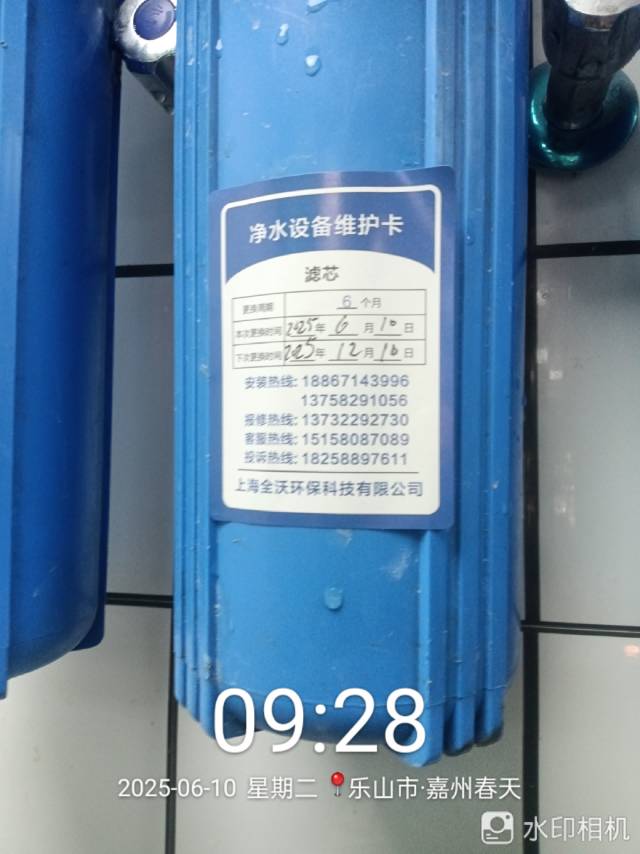 净水设备维护卡
滤芯
更换周期 6 个月
本次更换时间 2025年 6 月 10 日
下次更换时间 2025年 12 月 10 日
安装热线: 18867143996
13758291056
报修热线: 13732292730
客服热线: 15158087089
投诉热线: 18258897611
上海全沃环保科技有限公司
09:28
2025-06-10 星期二 乐山市·嘉州春天
水印相机